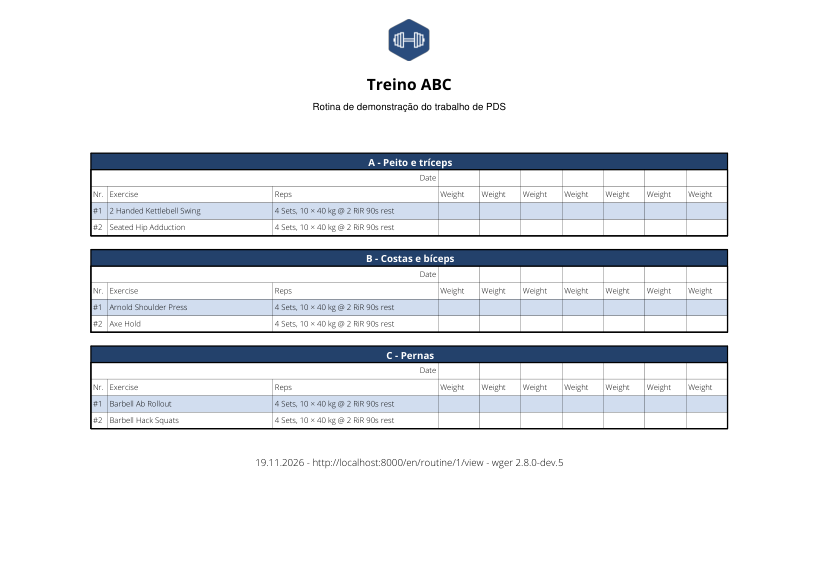 Treino ABC
Rotina de demonstração do trabalho de PDS
A - Peito e tríceps
Date
Nr. Exercise Reps Weight Weight Weight Weight Weight Weight Weight
#1 2 Handed Kettlebell Swing 4 Sets, 10 × 40 kg @ 2 RiR 90s rest
#2 Seated Hip Adduction 4 Sets, 10 × 40 kg @ 2 RiR 90s rest
B - Costas e bíceps
Date
Nr. Exercise Reps Weight Weight Weight Weight Weight Weight Weight
#1 Arnold Shoulder Press 4 Sets, 10 × 40 kg @ 2 RiR 90s rest
#2 Axe Hold 4 Sets, 10 × 40 kg @ 2 RiR 90s rest
C - Pernas
Date
Nr. Exercise Reps Weight Weight Weight Weight Weight Weight Weight
#1 Barbell Ab Rollout 4 Sets, 10 × 40 kg @ 2 RiR 90s rest
#2 Barbell Hack Squats 4 Sets, 10 × 40 kg @ 2 RiR 90s rest
19.11.2026 - http://localhost:8000/en/routine/1/view - wger 2.8.0-dev.5